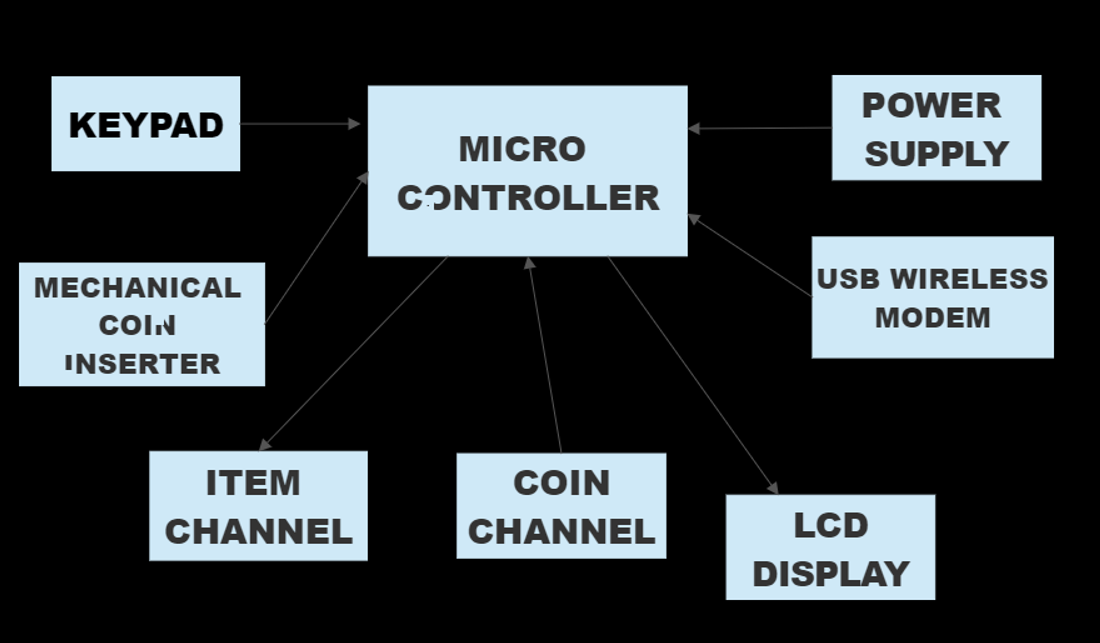 KEYPAD
MICRO
CONTROLLER
POWER
SUPPLY
MECHANICAL
COIN
INSERTER
USB WIRELESS
MODEM
ITEM
CHANNEL
COIN
CHANNEL
LCD
DISPLAY